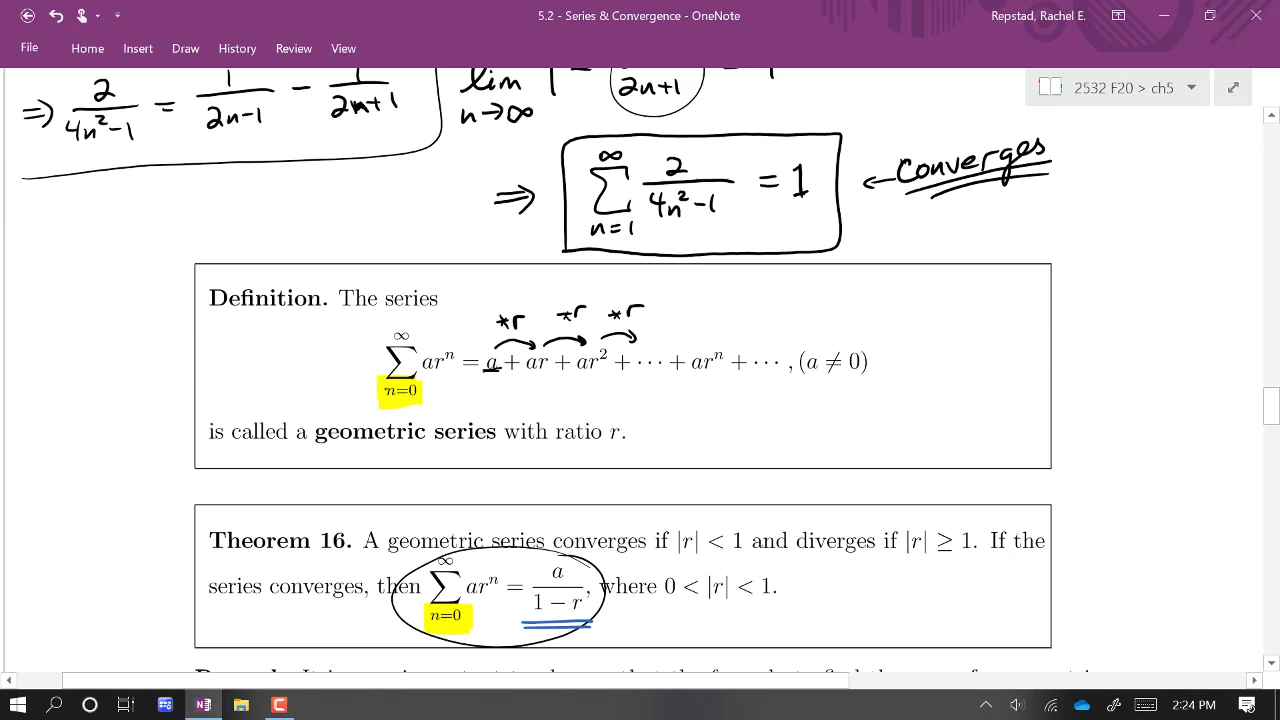 5.2 - Series & Convergence - OneNote
Repstad, Rachel E.
File Home Insert Draw History Review View
2532 F20 > ch5
⇒ 2/(4n²-1) = 1/(2n-1) - 1/(2n+1)
lim n→∞ 1 - 2n+1
⇒ ∑ n=1 ∞ 2/(4n²-1) = 1 ← Converges
Definition. The series
*r *r *r
∑ n=0 ∞ arⁿ = a + ar + ar² + ⋯ + arⁿ + ⋯ , (a ≠ 0)
is called a geometric series with ratio r.
Theorem 16. A geometric series converges if |r| < 1 and diverges if |r| ≥ 1. If the
series converges, then ∑ n=0 ∞ arⁿ = a/(1 − r), where 0 < |r| < 1.
2:24 PM